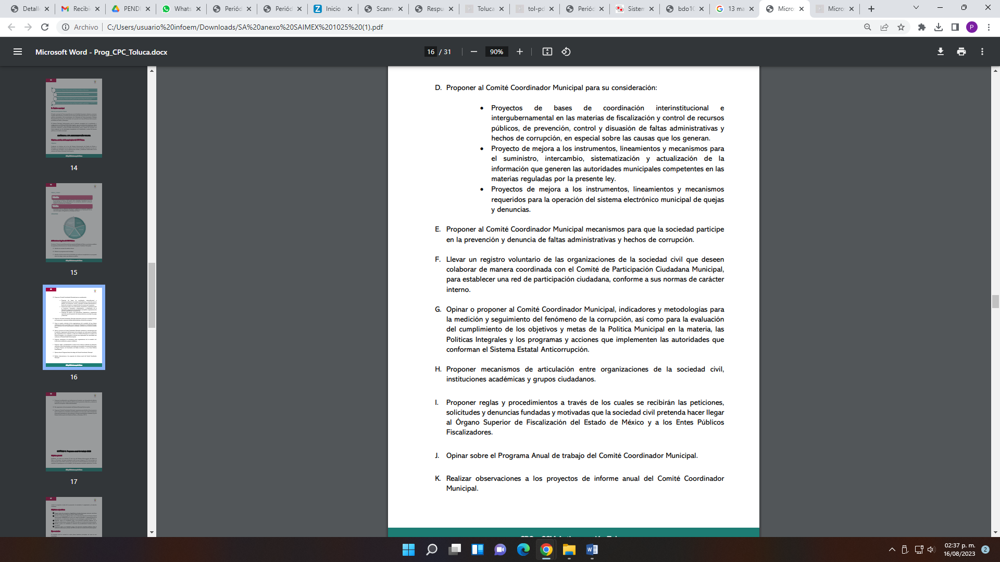 Detall
Recibi
PEND
Whats
Periód
Periód
Inicio
Scann
Respu
Toluca
tol-pd
Periód
Sistem
bdo10
13 ma
Micro
Micro
Archivo
C:/Users/usuario%20infoem/Downloads/SA%20anexo%20SAIMEX%201025%20(1).pdf
P
Microsoft Word - Prog_CPC_Toluca.docx
16 / 31
90%
14
15
16
17
D. Proponer al Comité Coordinador Municipal para su consideración:
• Proyectos de bases de coordinación interinstitucional e
intergubernamental en las materias de fiscalización y control de recursos
públicos, de prevención, control y disuasión de faltas administrativas y
hechos de corrupción, en especial sobre las causas que los generan.
• Proyecto de mejora a los instrumentos, lineamientos y mecanismos para
el suministro, intercambio, sistematización y actualización de la
información que generen las autoridades municipales competentes en las
materias reguladas por la presente ley.
• Proyectos de mejora a los instrumentos, lineamientos y mecanismos
requeridos para la operación del sistema electrónico municipal de quejas
y denuncias.
E. Proponer al Comité Coordinador Municipal mecanismos para que la sociedad participe
en la prevención y denuncia de faltas administrativas y hechos de corrupción.
F. Llevar un registro voluntario de las organizaciones de la sociedad civil que deseen
colaborar de manera coordinada con el Comité de Participación Ciudadana Municipal,
para establecer una red de participación ciudadana, conforme a sus normas de carácter
interno.
G. Opinar o proponer al Comité Coordinador Municipal, indicadores y metodologías para
la medición y seguimiento del fenómeno de la corrupción, así como para la evaluación
del cumplimiento de los objetivos y metas de la Política Municipal en la materia, las
Políticas Integrales y los programas y acciones que implementen las autoridades que
conforman el Sistema Estatal Anticorrupción.
H. Proponer mecanismos de articulación entre organizaciones de la sociedad civil,
instituciones académicas y grupos ciudadanos.
I. Proponer reglas y procedimientos a través de los cuales se recibirán las peticiones,
solicitudes y denuncias fundadas y motivadas que la sociedad civil pretenda hacer llegar
al Órgano Superior de Fiscalización del Estado de México y a los Entes Públicos
Fiscalizadores.
J. Opinar sobre el Programa Anual de trabajo del Comité Coordinador Municipal.
K. Realizar observaciones a los proyectos de informe anual del Comité Coordinador
Municipal.
02:37 p. m.
16/08/2023
2